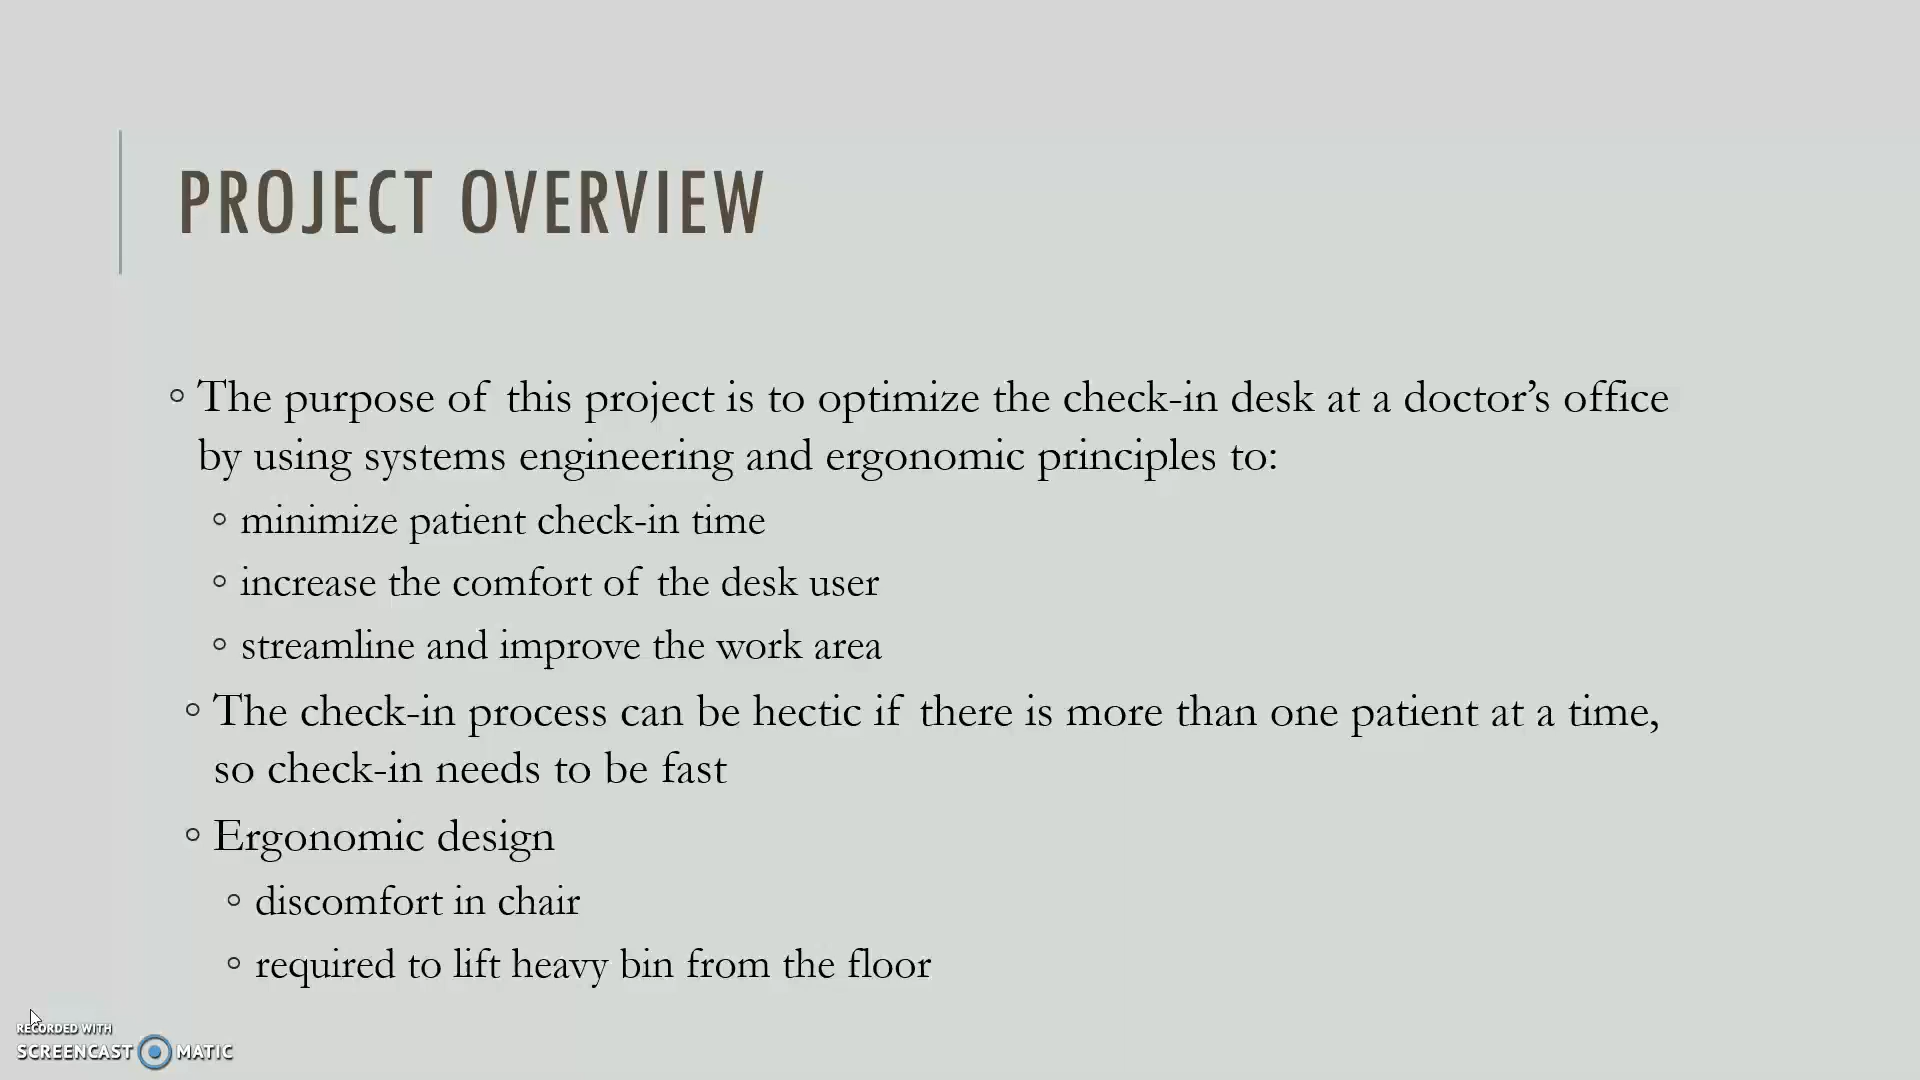 PROJECT OVERVIEW
◦ The purpose of this project is to optimize the check-in desk at a doctor’s office
by using systems engineering and ergonomic principles to:
◦ minimize patient check-in time
◦ increase the comfort of the desk user
◦ streamline and improve the work area
◦ The check-in process can be hectic if there is more than one patient at a time,
so check-in needs to be fast
◦ Ergonomic design
◦ discomfort in chair
◦ required to lift heavy bin from the floor
RECORDED WITH
SCREENCAST MATIC